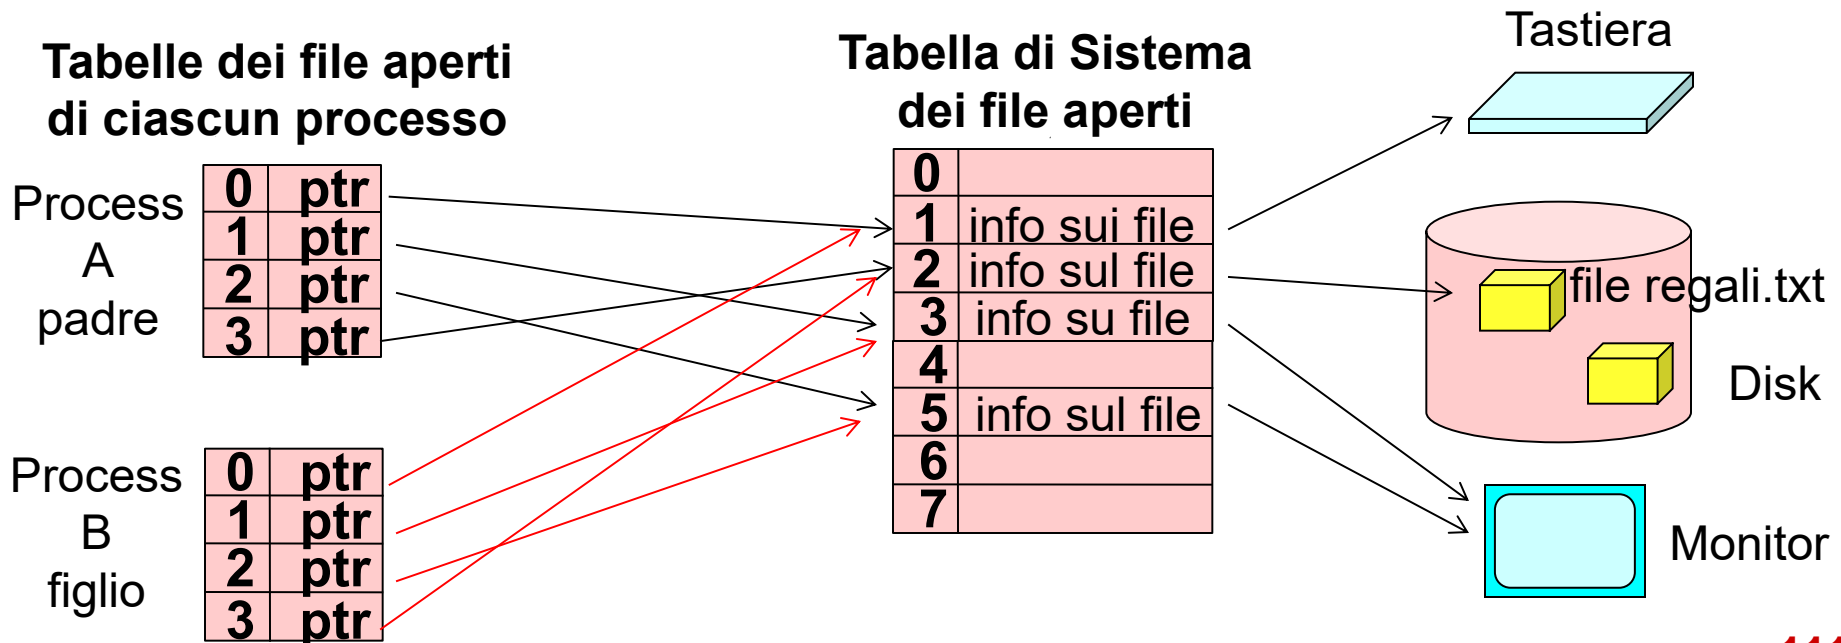 Tabelle dei file aperti
di ciascun processo
Tabella di Sistema
dei file aperti
Tastiera
Process
A
padre
0 ptr
1 ptr
2 ptr
3 ptr
Process
B
figlio
0 ptr
1 ptr
2 ptr
3 ptr
0
1 info sui file
2 info sul file
3 info su file
4
5 info sul file
6
7
file regali.txt
Disk
Monitor